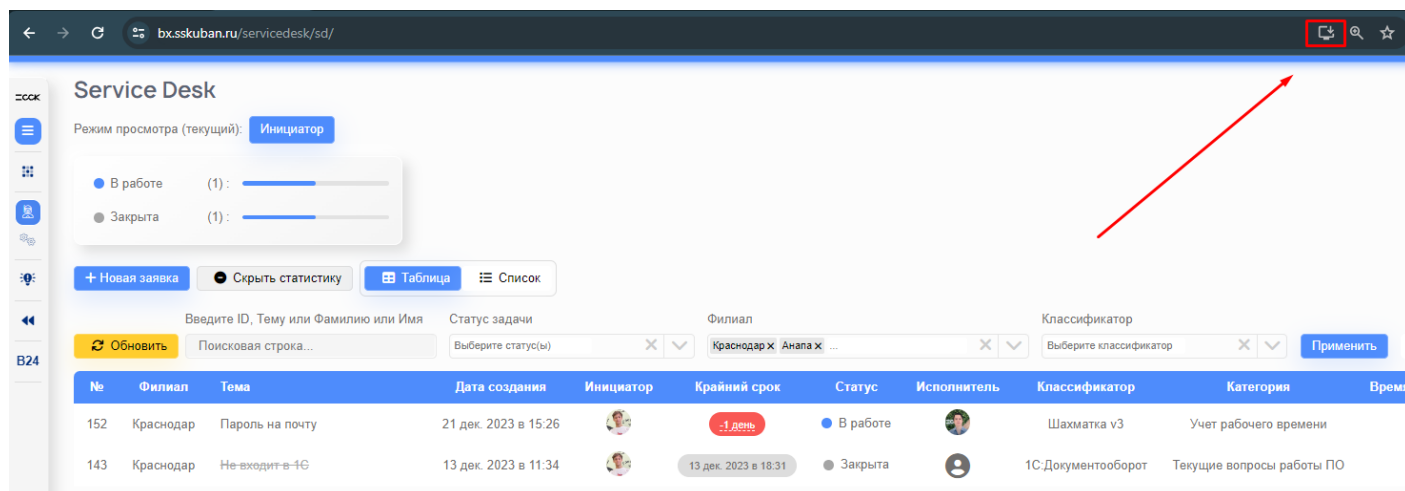 bx.sskuban.ru/servicedesk/sd/
ССК
Service Desk
Режим просмотра (текущий): Инициатор
В работе (1) :
Закрыта (1) :
+ Новая заявка Скрыть статистику Таблица Список
Введите ID, Тему или Фамилию или Имя Статус задачи Филиал Классификатор
Обновить Поисковая строка... Выберите статус(ы) Краснодар x Анапа x ... Выберите классификатор Применить
B24
№ Филиал Тема Дата создания Инициатор Крайний срок Статус Исполнитель Классификатор Категория Время
152 Краснодар Пароль на почту 21 дек. 2023 в 15:26 -1 день В работе Шахматка v3 Учет рабочего времени
143 Краснодар Не входит в 1С 13 дек. 2023 в 11:34 13 дек. 2023 в 18:31 Закрыта 1С:Документооборот Текущие вопросы работы ПО